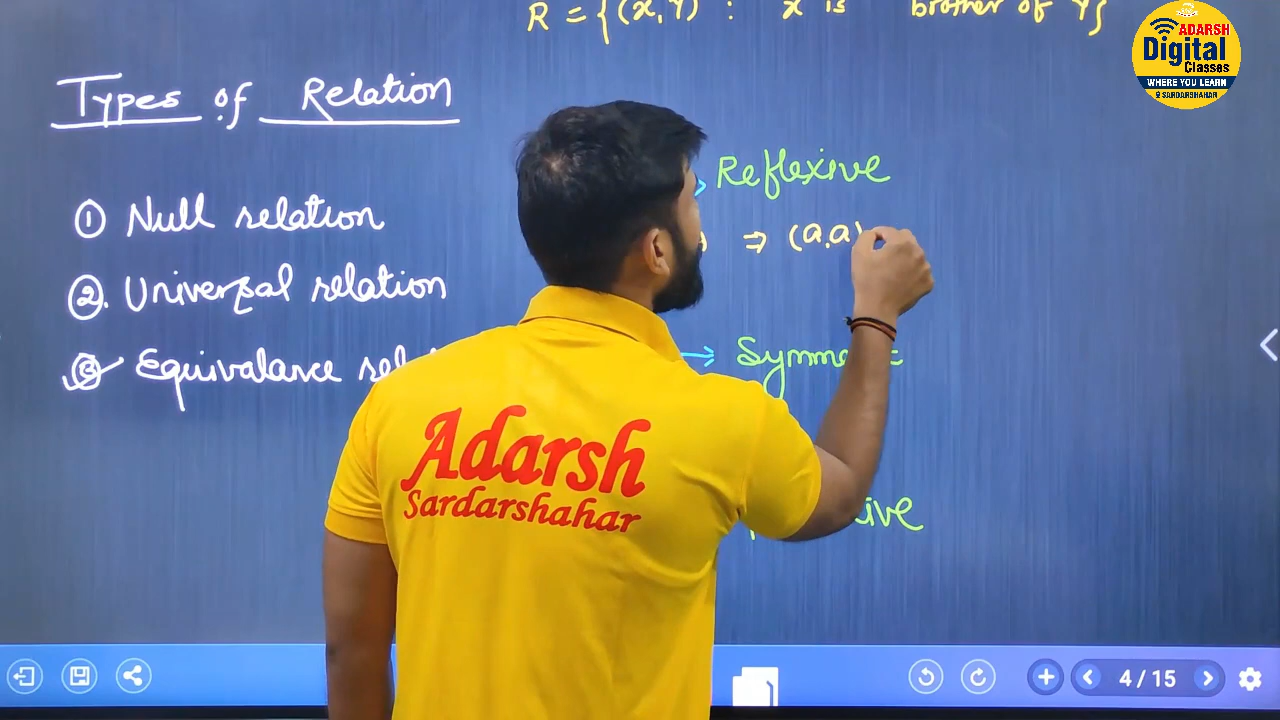 R = {(x,Y) : x is brother of Y}
ADARSH
Digital
Classes
WHERE YOU LEARN
SARDARSHAHAR
Types of Relation
Reflexive
① Null relation
⇒ (a,a)
②. Universal relation
Symme
③ Equivalance
Adarsh
Sardarshahar
4/15